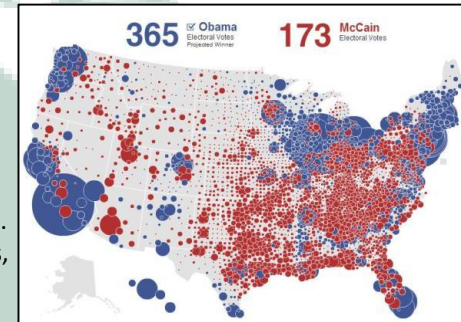 365 ☑ Obama
Electoral Votes
Projected Winner
173 McCain
Electoral Votes